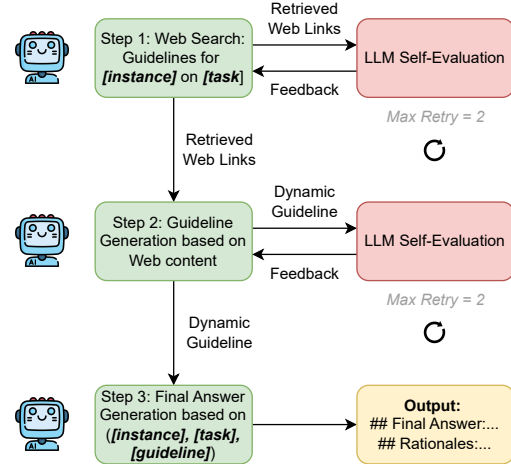 Retrieved
Web Links
Step 1: Web Search:
Guidelines for
[instance] on [task]
LLM Self-Evaluation
Feedback
AI
Max Retry = 2
Retrieved
Web Links
Dynamic
Guideline
Step 2: Guideline
Generation based on
Web content
LLM Self-Evaluation
Feedback
AI
Max Retry = 2
Dynamic
Guideline
Step 3: Final Answer
Generation based on
([instance], [task],
[guideline])
AI
Output:
## Final Answer:...
## Rationales:...